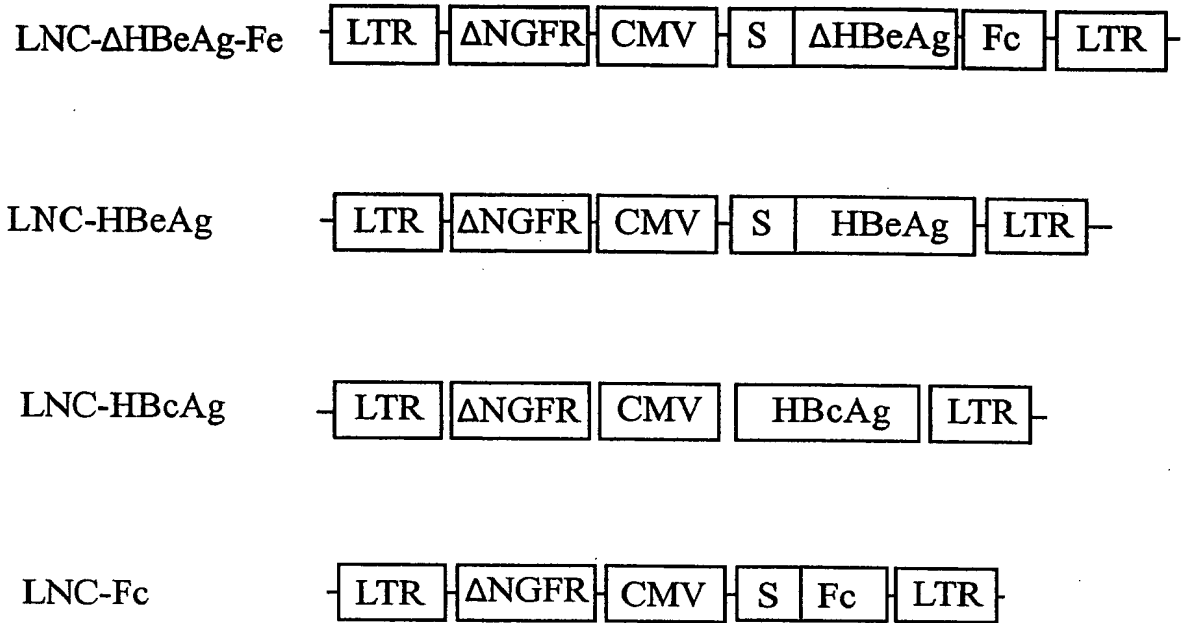 LNC-ΔHBeAg-Fe LTR ΔNGFR CMV S ΔHBeAg Fc LTR
LNC-HBeAg LTR ΔNGFR CMV S HBeAg LTR
LNC-HBcAg LTR ΔNGFR CMV HBcAg LTR
LNC-Fc LTR ΔNGFR CMV S Fc LTR